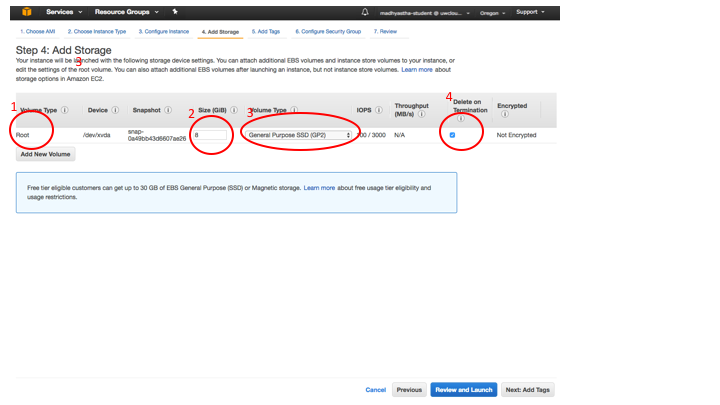 Services Resource Groups
madhyastha-student @ uwclou... Oregon Support
1. Choose AMI 2. Choose Instance Type 3. Configure Instance 4. Add Storage 5. Add Tags 6. Configure Security Group 7. Review
Step 4: Add Storage
Your instance will be launched with the following storage device settings. You can attach additional EBS volumes and instance store volumes to your instance, or
3
edit the settings of the root volume. You can also attach additional EBS volumes after launching an instance, but not instance store volumes. Learn more about
storage options in Amazon EC2.
1 2 3 4
Volume Type Device Snapshot Size (GiB) Volume Type IOPS Throughput (MB/s) Delete on Termination Encrypted
Root /dev/xvda snap-0a49bb43d6607ae26 8 General Purpose SSD (GP2) 100 / 3000 N/A Not Encrypted
Add New Volume
Free tier eligible customers can get up to 30 GB of EBS General Purpose (SSD) or Magnetic storage. Learn more about free usage tier eligibility and
usage restrictions.
Cancel Previous Review and Launch Next: Add Tags